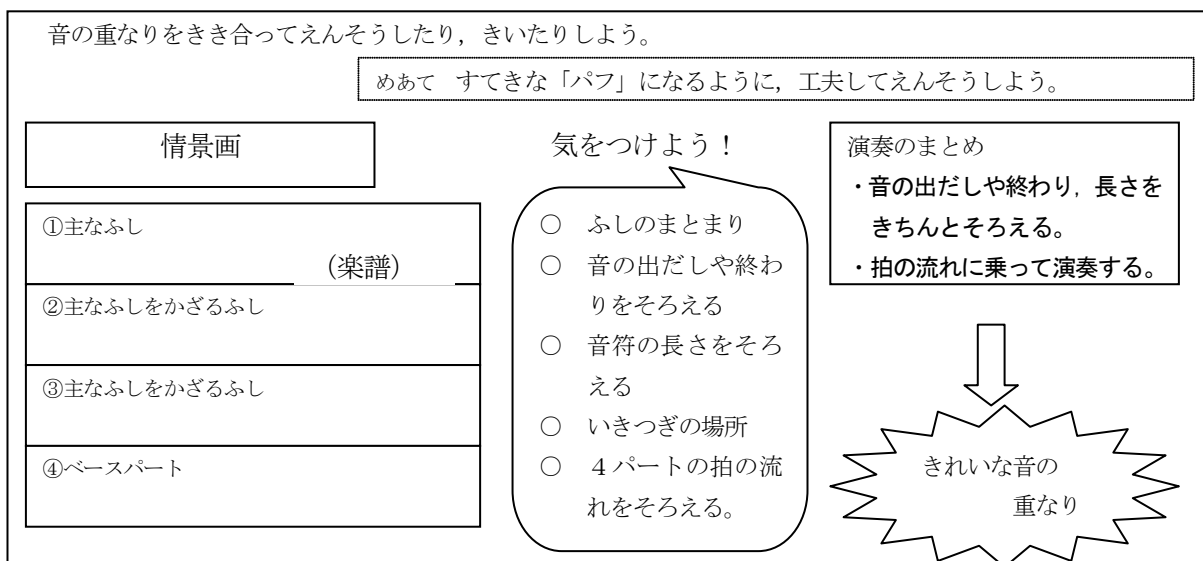 音の重なりをきき合ってえんそうしたり，きいたりしよう。
めあて　すてきな「パフ」になるように，工夫してえんそうしよう。
情景画
①主なふし
（楽譜）
②主なふしをかざるふし
③主なふしをかざるふし
④ベースパート
気をつけよう！
○　ふしのまとまり
○　音の出だしや終わ
りをそろえる
○　音符の長さをそろ
える
○　いきつぎの場所
○　４パートの拍の流
れをそろえる。
演奏のまとめ
・音の出だしや終わり，長さを
きちんとそろえる。
・拍の流れに乗って演奏する。
きれいな音の
重なり